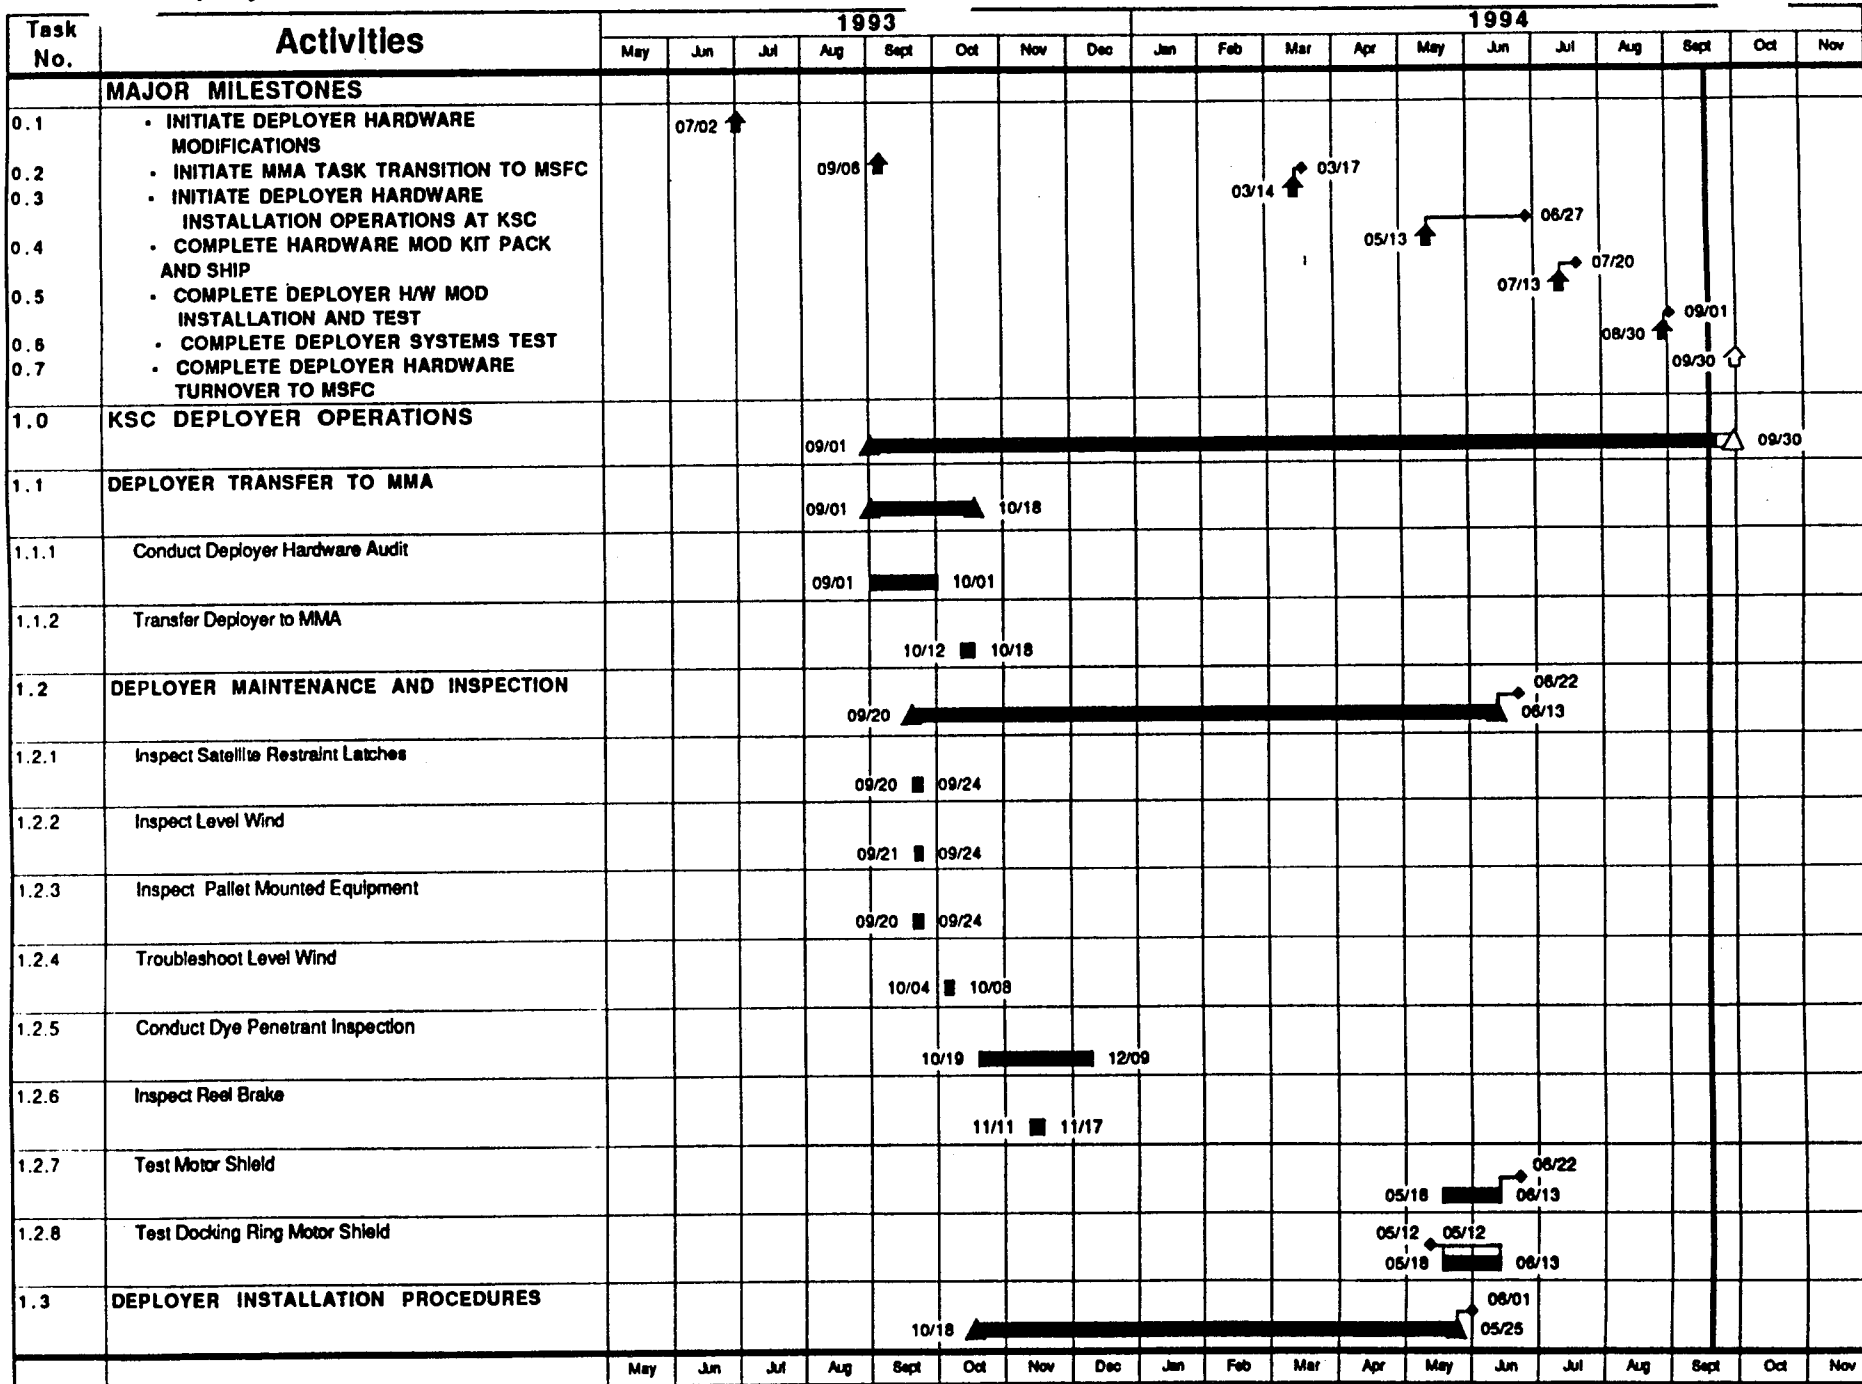 Task No. Activities 1993 1994
May Jun Jul Aug Sept Oct Nov Dec Jan Feb Mar Apr May Jun Jul Aug Sept Oct Nov
MAJOR MILESTONES
0.1 • INITIATE DEPLOYER HARDWARE 07/02
MODIFICATIONS
0.2 • INITIATE MMA TASK TRANSITION TO MSFC 09/06 03/17
0.3 • INITIATE DEPLOYER HARDWARE 03/14
INSTALLATION OPERATIONS AT KSC 06/27
0.4 • COMPLETE HARDWARE MOD KIT PACK 05/13
AND SHIP 07/20
0.5 • COMPLETE DEPLOYER H/W MOD 07/13
INSTALLATION AND TEST 09/01
0.6 • COMPLETE DEPLOYER SYSTEMS TEST 08/30
0.7 • COMPLETE DEPLOYER HARDWARE 09/30
TURNOVER TO MSFC
1.0 KSC DEPLOYER OPERATIONS
09/01 09/30
1.1 DEPLOYER TRANSFER TO MMA
09/01 10/18
1.1.1 Conduct Deployer Hardware Audit
09/01 10/01
1.1.2 Transfer Deployer to MMA
10/12 10/18
1.2 DEPLOYER MAINTENANCE AND INSPECTION 06/22
09/20 06/13
1.2.1 Inspect Satellite Restraint Latches
09/20 09/24
1.2.2 Inspect Level Wind
09/21 09/24
1.2.3 Inspect Pallet Mounted Equipment
09/20 09/24
1.2.4 Troubleshoot Level Wind
10/04 10/08
1.2.5 Conduct Dye Penetrant Inspection
10/19 12/09
1.2.6 Inspect Reel Brake
11/11 11/17
1.2.7 Test Motor Shield 06/22
05/18 06/13
1.2.8 Test Docking Ring Motor Shield 05/12 05/12
05/18 06/13
1.3 DEPLOYER INSTALLATION PROCEDURES 06/01
10/18 05/25
May Jun Jul Aug Sept Oct Nov Dec Jan Feb Mar Apr May Jun Jul Aug Sept Oct Nov